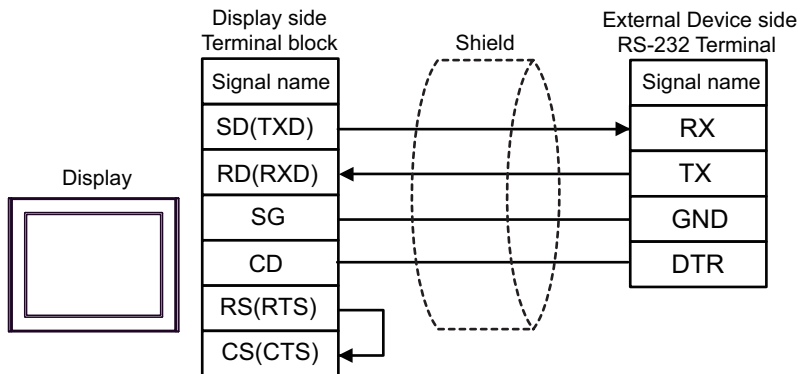 Display side
Terminal block
Shield
External Device side
RS-232 Terminal
Signal name
Signal name
SD(TXD)
RX
Display
RD(RXD)
TX
SG
GND
CD
DTR
RS(RTS)
CS(CTS)